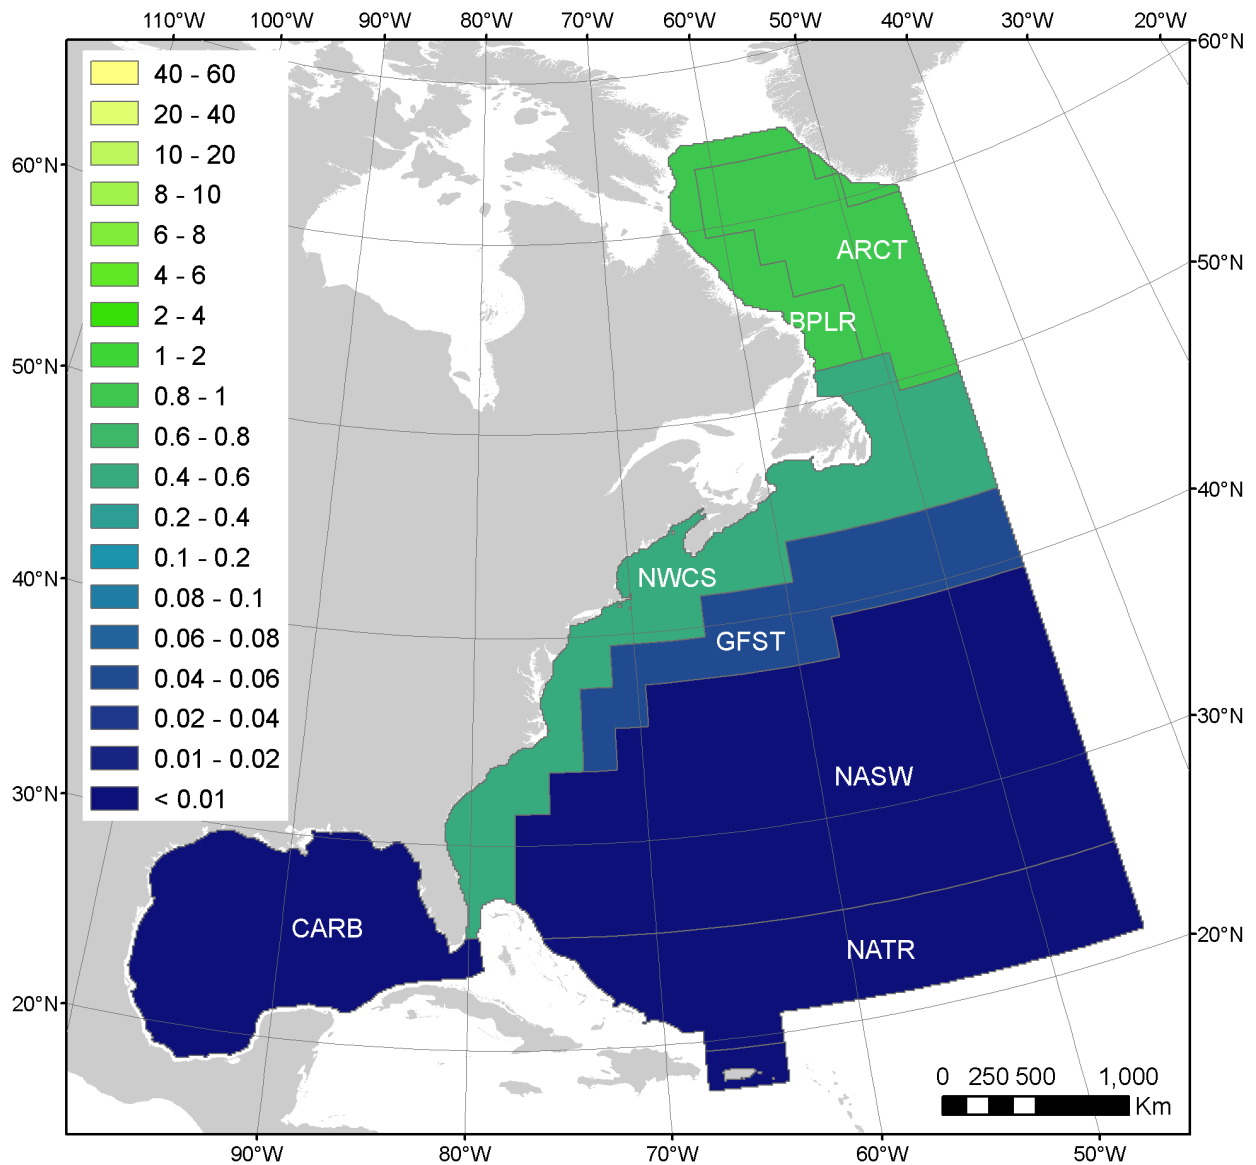 110°W 100°W 90°W 80°W 70°W 60°W 50°W 40°W 30°W 20°W
60°N
40 - 60
20 - 40
10 - 20
60°N
8 - 10
6 - 8
ARCT
50°N
4 - 6
2 - 4
BPLR
1 - 2
50°N
0.8 - 1
0.6 - 0.8
0.4 - 0.6
40°N
0.2 - 0.4
0.1 - 0.2
40°N
NWCS
0.08 - 0.1
0.06 - 0.08
GFST
0.04 - 0.06
0.02 - 0.04
30°N
0.01 - 0.02
NASW
30°N
< 0.01
CARB
20°N
NATR
20°N
0 250 500 1,000
Km
90°W 80°W 70°W 60°W 50°W